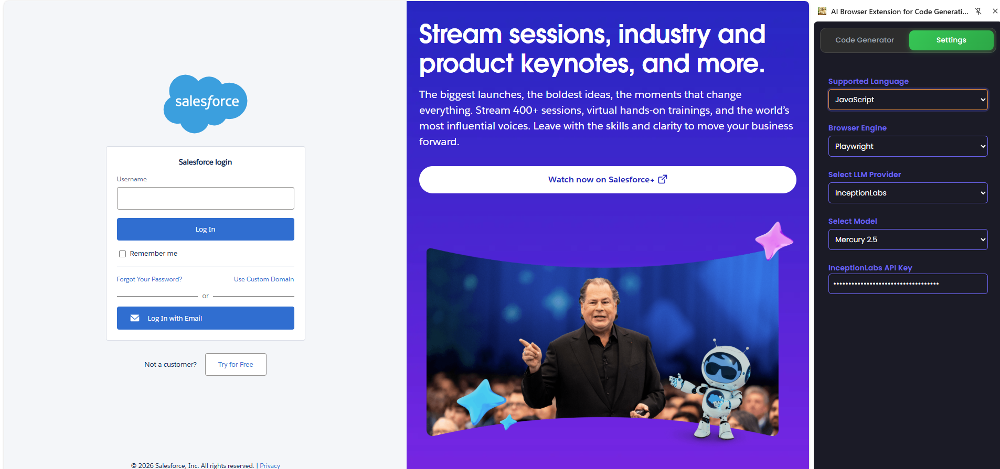 salesforce
Salesforce login
Username
Log In
Remember me
Forgot Your Password?
Use Custom Domain
or
Log In with Email
Not a customer?
Try for Free
© 2026 Salesforce, Inc. All rights reserved. | Privacy
Stream sessions, industry and
product keynotes, and more.
The biggest launches, the boldest ideas, the moments that change
everything. Stream 400+ sessions, virtual hands-on trainings, and the world’s
most influential voices. Leave with the skills and clarity to move your business
forward.
Watch now on Salesforce+
AI Browser Extension for Code Generati...
Code Generator
Settings
Supported Language
JavaScript
Browser Engine
Playwright
Select LLM Provider
InceptionLabs
Select Model
Mercury 2.5
InceptionLabs API Key
•••••••••••••••••••••••••••••••••••